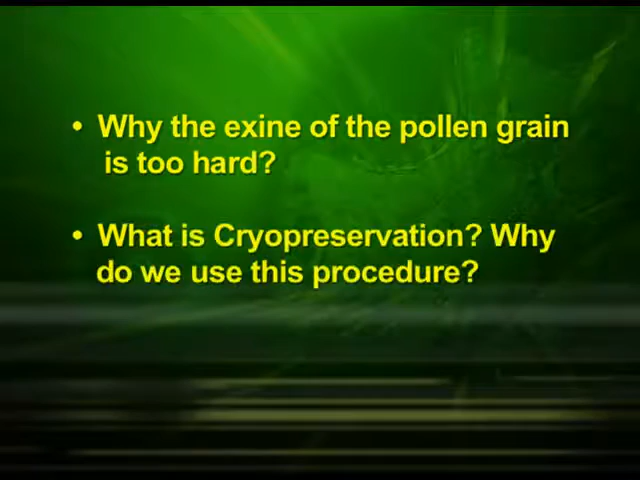 • Why the exine of the pollen grain
is too hard?
• What is Cryopreservation? Why
do we use this procedure?